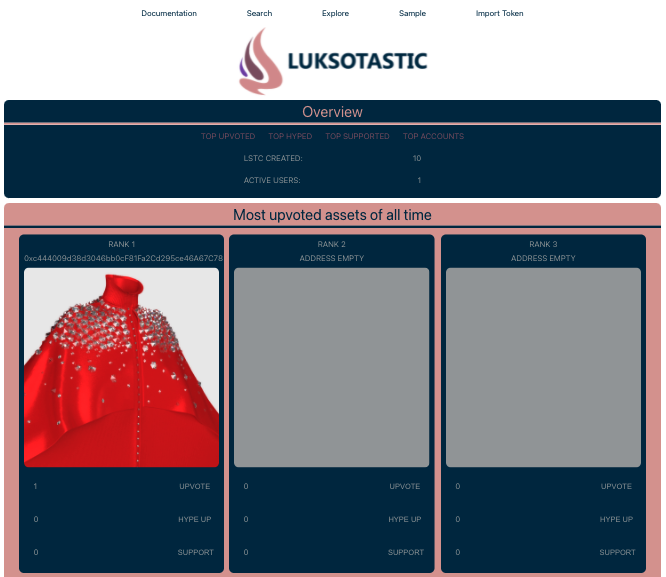 Documentation Search Explore Sample Import Token
LUKSOTASTIC
Overview
TOP UPVOTED TOP HYPED TOP SUPPORTED TOP ACCOUNTS
LSTC CREATED: 10
ACTIVE USERS: 1
Most upvoted assets of all time
RANK 1 RANK 2 RANK 3
0xc444009d38d3046bb0cF81Fa2Cd295ce46A67C78 ADDRESS EMPTY ADDRESS EMPTY
1 UPVOTE 0 UPVOTE 0 UPVOTE
0 HYPE UP 0 HYPE UP 0 HYPE UP
0 SUPPORT 0 SUPPORT 0 SUPPORT